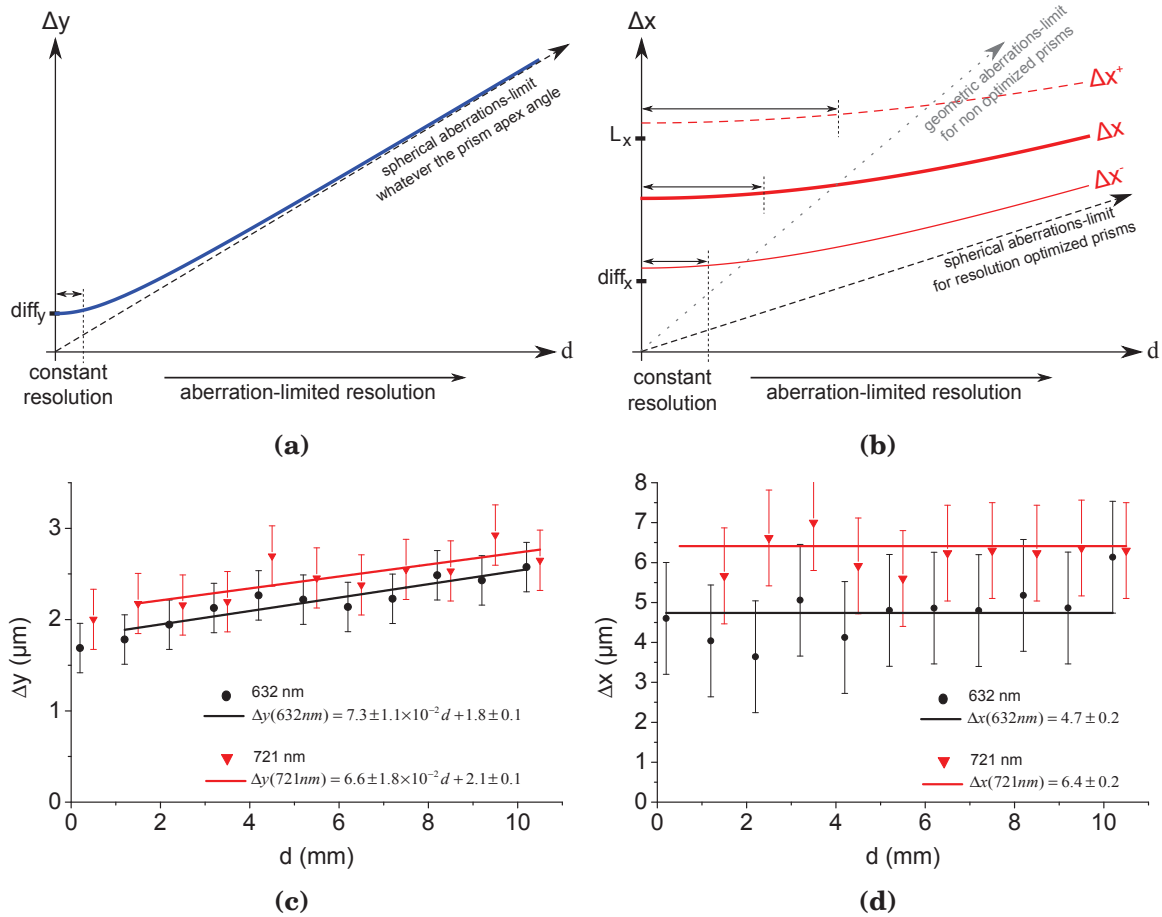 Δy
spherical aberrations-limit
whatever the prism apex angle
diff_y
d
constant
resolution
aberration-limited resolution
(a)
Δx
geometric aberrations-limit
for non optimized prisms
Δx⁺
L_x
Δx
Δx⁻
diff_x
spherical aberrations-limit
for resolution optimized prisms
d
constant
resolution
aberration-limited resolution
(b)
3
2
1
0
Δy (μm)
632 nm
Δy(632nm) = 7.3 ± 1.1×10⁻² d + 1.8 ± 0.1
721 nm
Δy(721nm) = 6.6 ± 1.8×10⁻² d + 2.1 ± 0.1
0 2 4 6 8 10
d (mm)
(c)
8
7
6
5
4
3
2
1
0
Δx (μm)
632 nm
Δx(632nm) = 4.7 ± 0.2
721 nm
Δx(721nm) = 6.4 ± 0.2
0 2 4 6 8 10
d (mm)
(d)